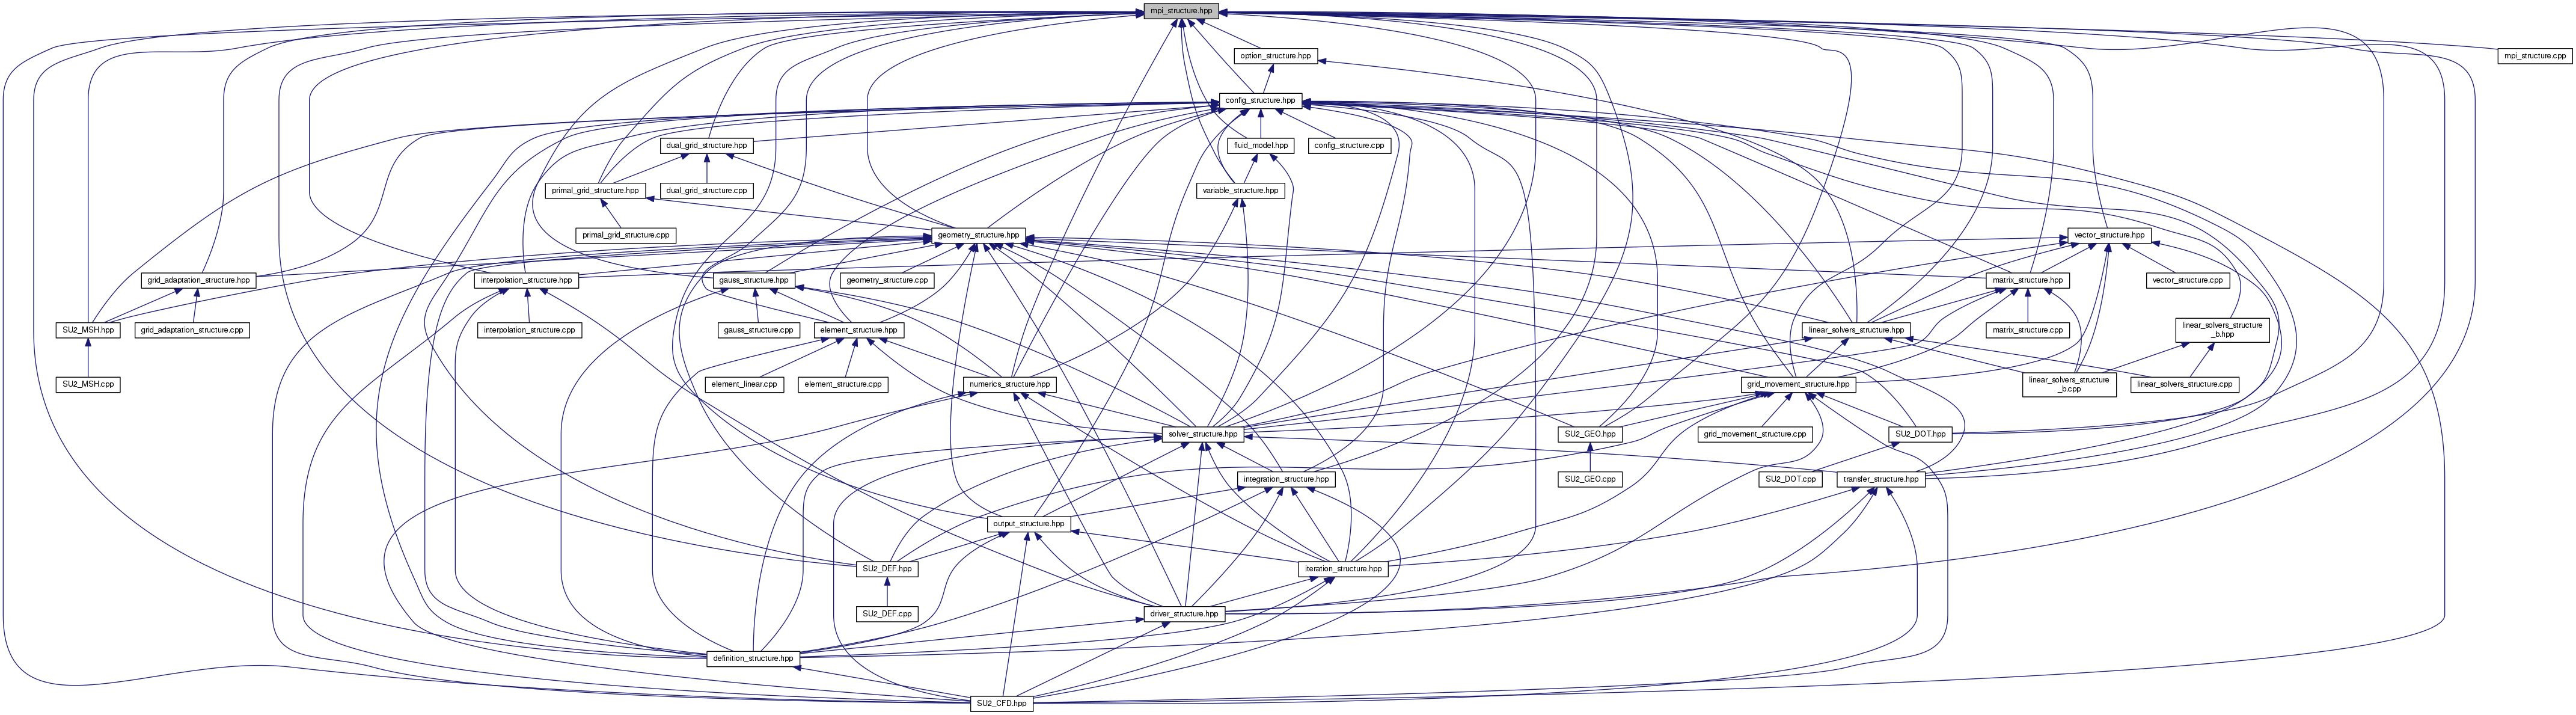 mpi_structure.hpp
option_structure.hpp
mpi_structure.cpp
config_structure.hpp
dual_grid_structure.hpp
fluid_model.hpp
config_structure.cpp
primal_grid_structure.hpp
dual_grid_structure.cpp
variable_structure.hpp
primal_grid_structure.cpp
geometry_structure.hpp
vector_structure.hpp
grid_adaptation_structure.hpp
interpolation_structure.hpp
gauss_structure.hpp
geometry_structure.cpp
matrix_structure.hpp
vector_structure.cpp
SU2_MSH.hpp
grid_adaptation_structure.cpp
interpolation_structure.cpp
gauss_structure.cpp
element_structure.hpp
linear_solvers_structure.hpp
matrix_structure.cpp
linear_solvers_structure
_b.hpp
SU2_MSH.cpp
element_linear.cpp
element_structure.cpp
numerics_structure.hpp
grid_movement_structure.hpp
linear_solvers_structure
_b.cpp
linear_solvers_structure.cpp
solver_structure.hpp
SU2_GEO.hpp
grid_movement_structure.cpp
SU2_DOT.hpp
integration_structure.hpp
SU2_GEO.cpp
SU2_DOT.cpp
transfer_structure.hpp
output_structure.hpp
SU2_DEF.hpp
iteration_structure.hpp
SU2_DEF.cpp
driver_structure.hpp
definition_structure.hpp
SU2_CFD.hpp